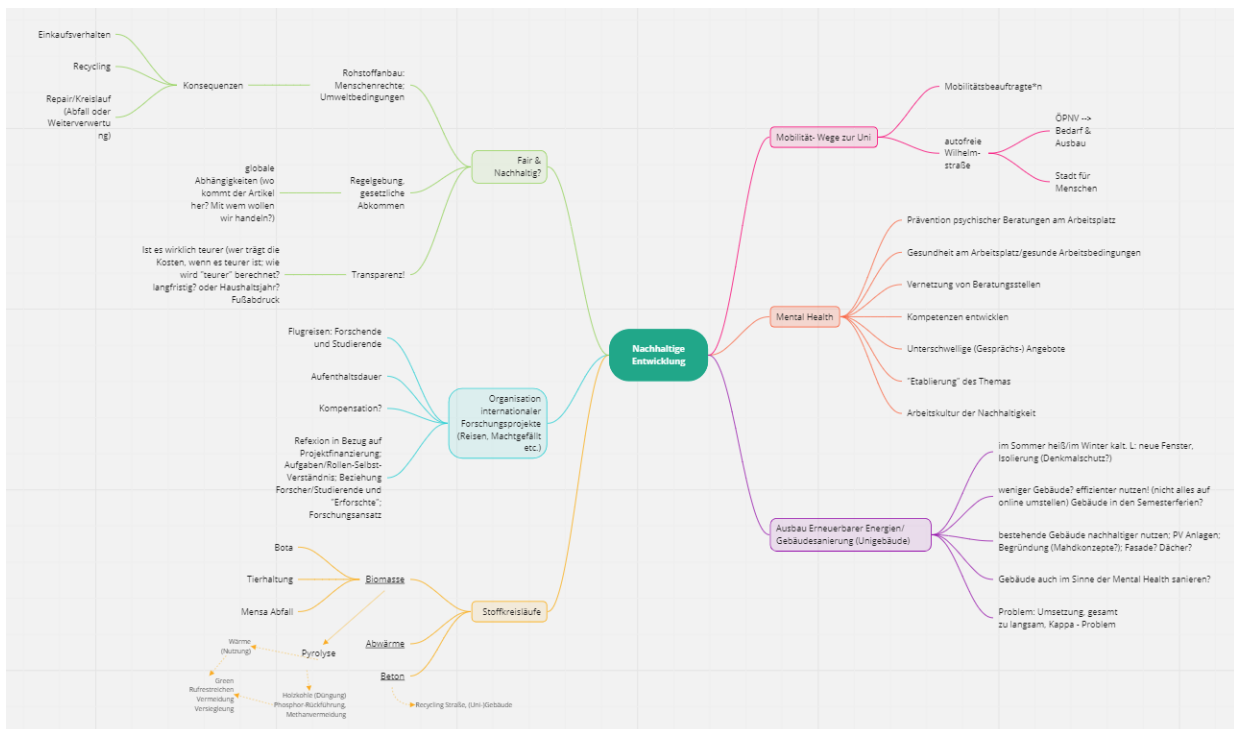 Nachhaltige
Entwicklung
Fair &
Nachhaltig?
Rohstoffanbau:
Menschenrechte;
Umweltbedingungen
Konsequenzen
Einkaufsverhalten
Recycling
Repair/Kreislauf
(Abfall oder
Weiterverwertu
ng)
Regelgebung,
gesetzliche
Abkommen
globale
Abhängigkeiten (wo
kommt der Artikel
her? Mit wem wollen
wir handeln?)
Transparenz!
Ist es wirklich teurer (wer trägt die
Kosten, wenn es teurer ist; wie
wird "teurer" berechnet?
langfristig? oder Haushaltsjahr?
Fußabdruck
Organisation
internationaler
Forschungsprojekte
(Reisen, Machtgefällt
etc.)
Flugreisen: Forschende
und Studierende
Aufenthaltsdauer
Kompensation?
Refexion in Bezug auf
Projektfinanzierung;
Aufgaben/Rollen-Selbst-
Verständnis; Beziehung
Forscher/Studierende und
"Erforschte";
Forschungsansatz
Stoffkreisläufe
Biomasse
Bota
Tierhaltung
Mensa Abfall
Abwärme
Beton
Pyrolyse
Wärme
(Nutzung)
Green
Rufrestreichen
Vermeidung
Versiegloung
Holzkohle (Düngung)
Phosphor-Rückführung,
Methanvermeidung
Recycling Straße, (Uni-)Gebäude
Mobilität- Wege zur Uni
Mobilitätsbeauftragte*n
autofreie
Wilhelm-
straße
ÖPNV -->
Bedarf &
Ausbau
Stadt für
Menschen
Mental Health
Prävention psychischer Beratungen am Arbeitsplatz
Gesundheit am Arbeitsplatz/gesunde Arbeitsbedingungen
Vernetzung von Beratungsstellen
Kompetenzen entwicklen
Unterschwellige (Gesprächs-) Angebote
"Etablierung" des Themas
Arbeitskultur der Nachhaltigkeit
Ausbau Erneuerbarer Energien/
Gebäudesanierung (Unigebäude)
im Sommer heiß/im Winter kalt. L: neue Fenster,
Isolierung (Denkmalschutz?)
weniger Gebäude? effizienter nutzen! (nicht alles auf
online umstellen) Gebäude in den Semesterferien?
bestehende Gebäude nachhaltiger nutzen; PV Anlagen;
Begründung (Mahdkonzepte?); Fasade? Dächer?
Gebäude auch im Sinne der Mental Health sanieren?
Problem: Umsetzung, gesamt
zu langsam, Kappa - Problem